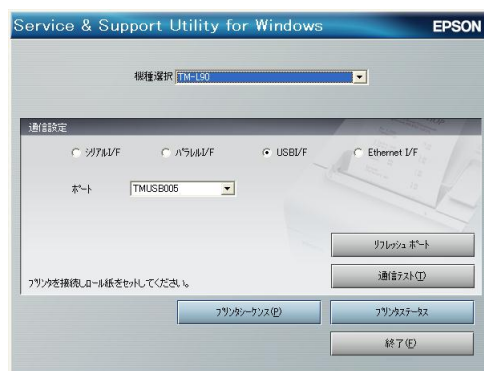 Service & Support Utility for Windows
EPSON
機種選択 TM-L90
通信設定
ｼﾘｱﾙI/F ﾊﾟﾗﾚﾙI/F USBI/F Ethernet I/F
ﾎﾟｰﾄ TMUSB005
ﾘﾌﾚｯｼｭ ﾎﾟｰﾄ
通信ﾃｽﾄ(T)
ﾌﾟﾘﾝﾀを接続しﾛｰﾙ紙をｾｯﾄしてください。
ﾌﾟﾘﾝﾀｼｰｹﾝｽ(P) ﾌﾟﾘﾝﾀｽﾃｰﾀｽ
終了(E)